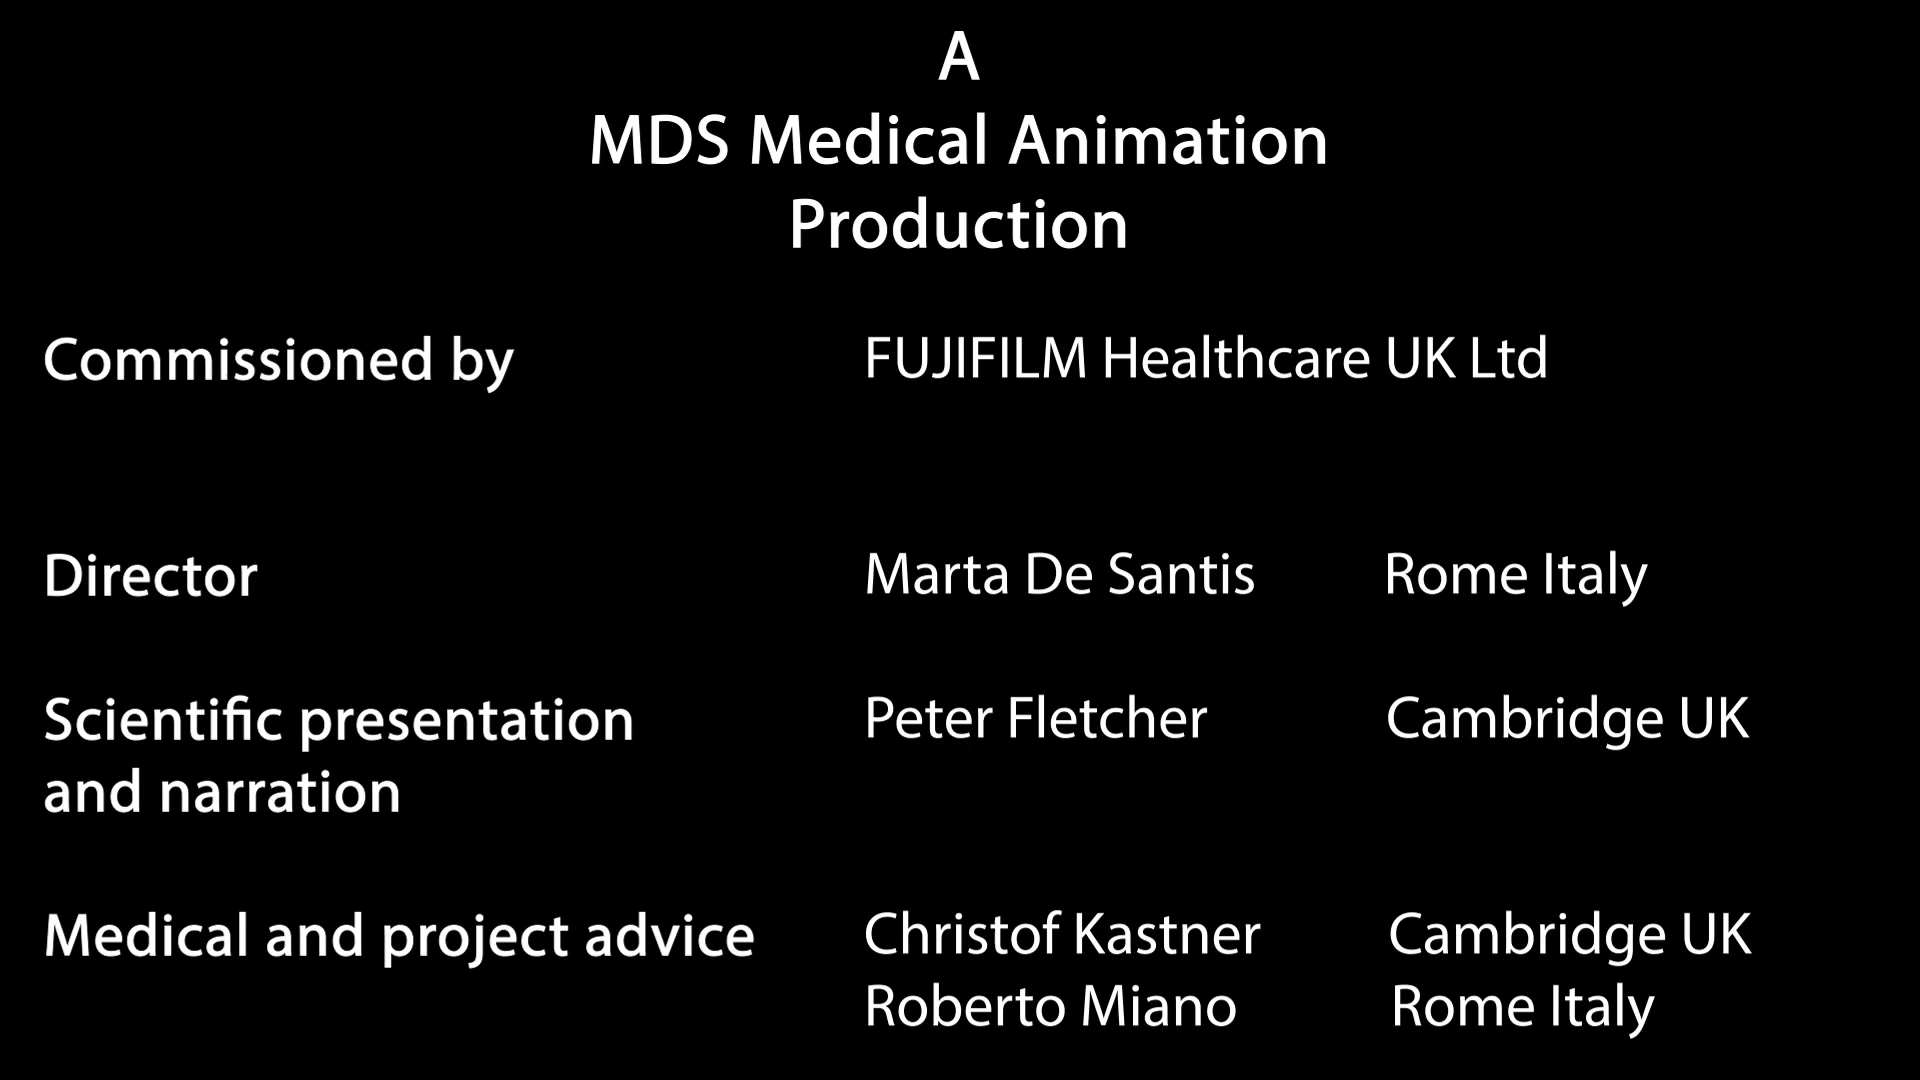 A
MDS Medical Animation
Production
Commissioned by FUJIFILM Healthcare UK Ltd
Director Marta De Santis Rome Italy
Scientific presentation Peter Fletcher Cambridge UK
and narration
Medical and project advice Christof Kastner Cambridge UK
Roberto Miano Rome Italy